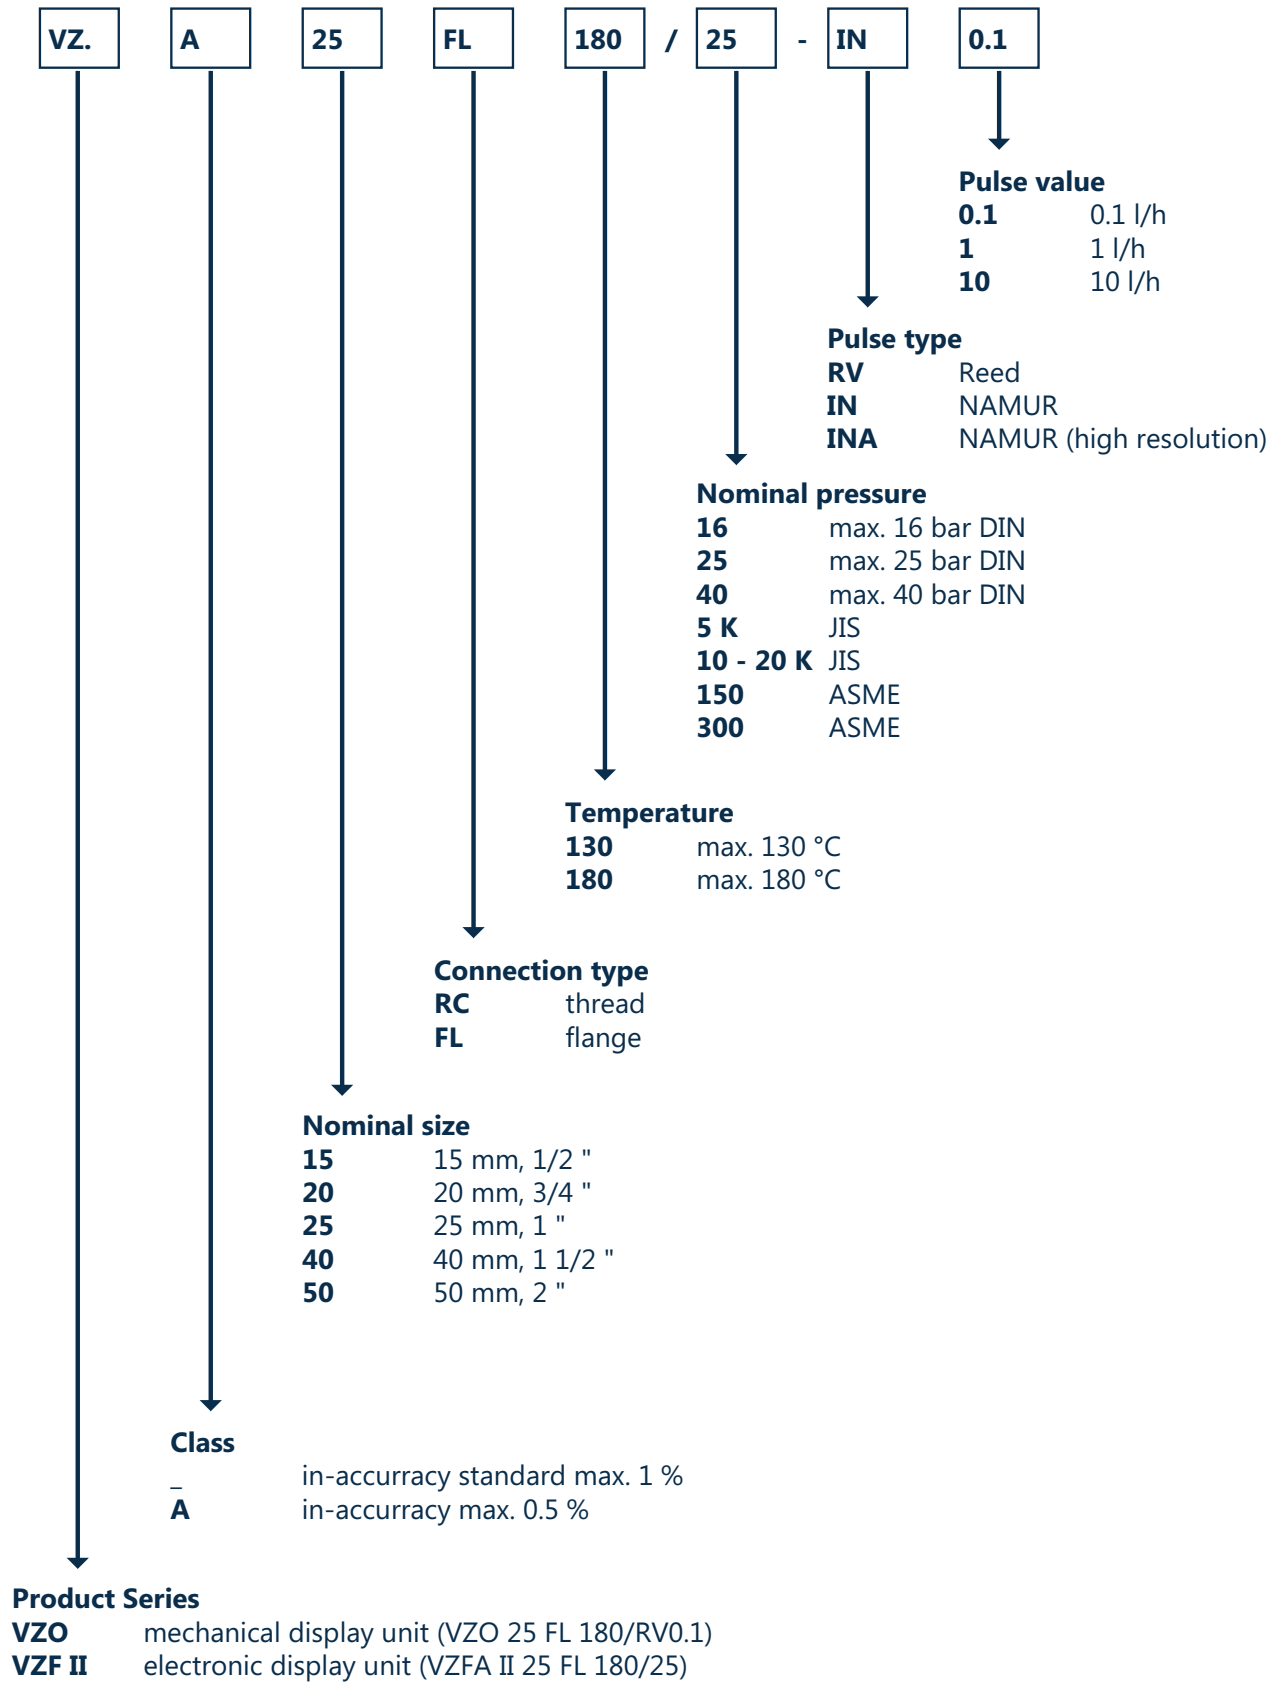 VZ. A 25 FL 180 / 25 - IN 0.1
Pulse value
0.1 0.1 l/h
1 1 l/h
10 10 l/h
Pulse type
RV Reed
IN NAMUR
INA NAMUR (high resolution)
Nominal pressure
16 max. 16 bar DIN
25 max. 25 bar DIN
40 max. 40 bar DIN
5 K JIS
10 - 20 K JIS
150 ASME
300 ASME
Temperature
130 max. 130 °C
180 max. 180 °C
Connection type
RC thread
FL flange
Nominal size
15 15 mm, 1/2 "
20 20 mm, 3/4 "
25 25 mm, 1 "
40 40 mm, 1 1/2 "
50 50 mm, 2 "
Class
_ in-accurracy standard max. 1 %
A in-accurracy max. 0.5 %
Product Series
VZO mechanical display unit (VZO 25 FL 180/RV0.1)
VZF II electronic display unit (VZFA II 25 FL 180/25)